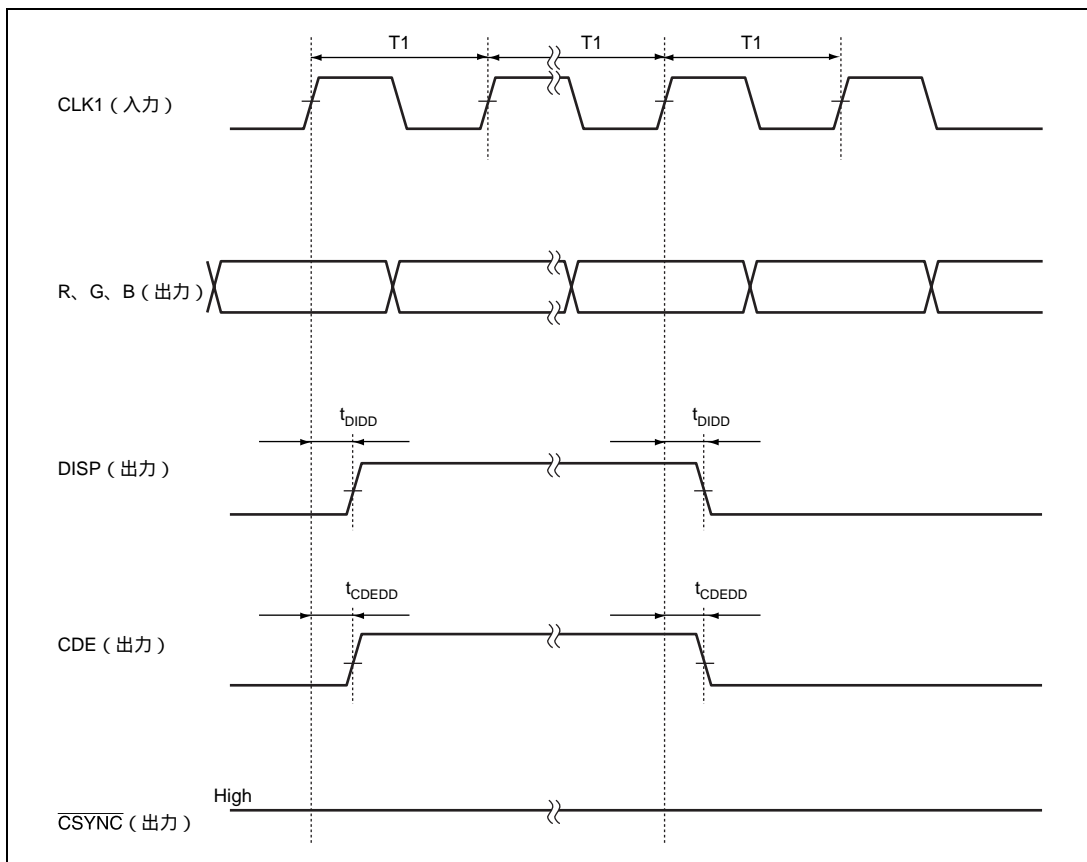 T1 T1 T1
CLK1（入力）
R、G、B（出力）
tDIDD tDIDD
DISP（出力）
tCDEDD tCDEDD
CDE（出力）
High
CSYNC（出力）